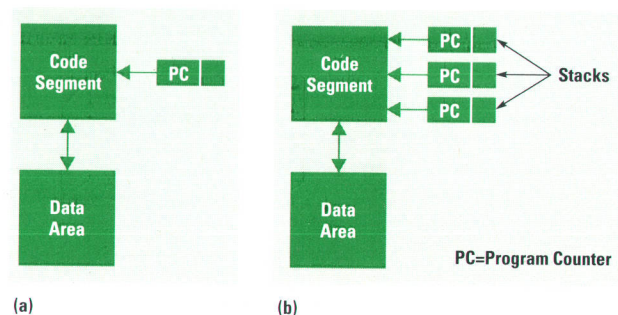 Code
Segment
PC
Data
Area
(a)
Code
Segment
PC
PC
PC
Stacks
Data
Area
PC=Program Counter
(b)